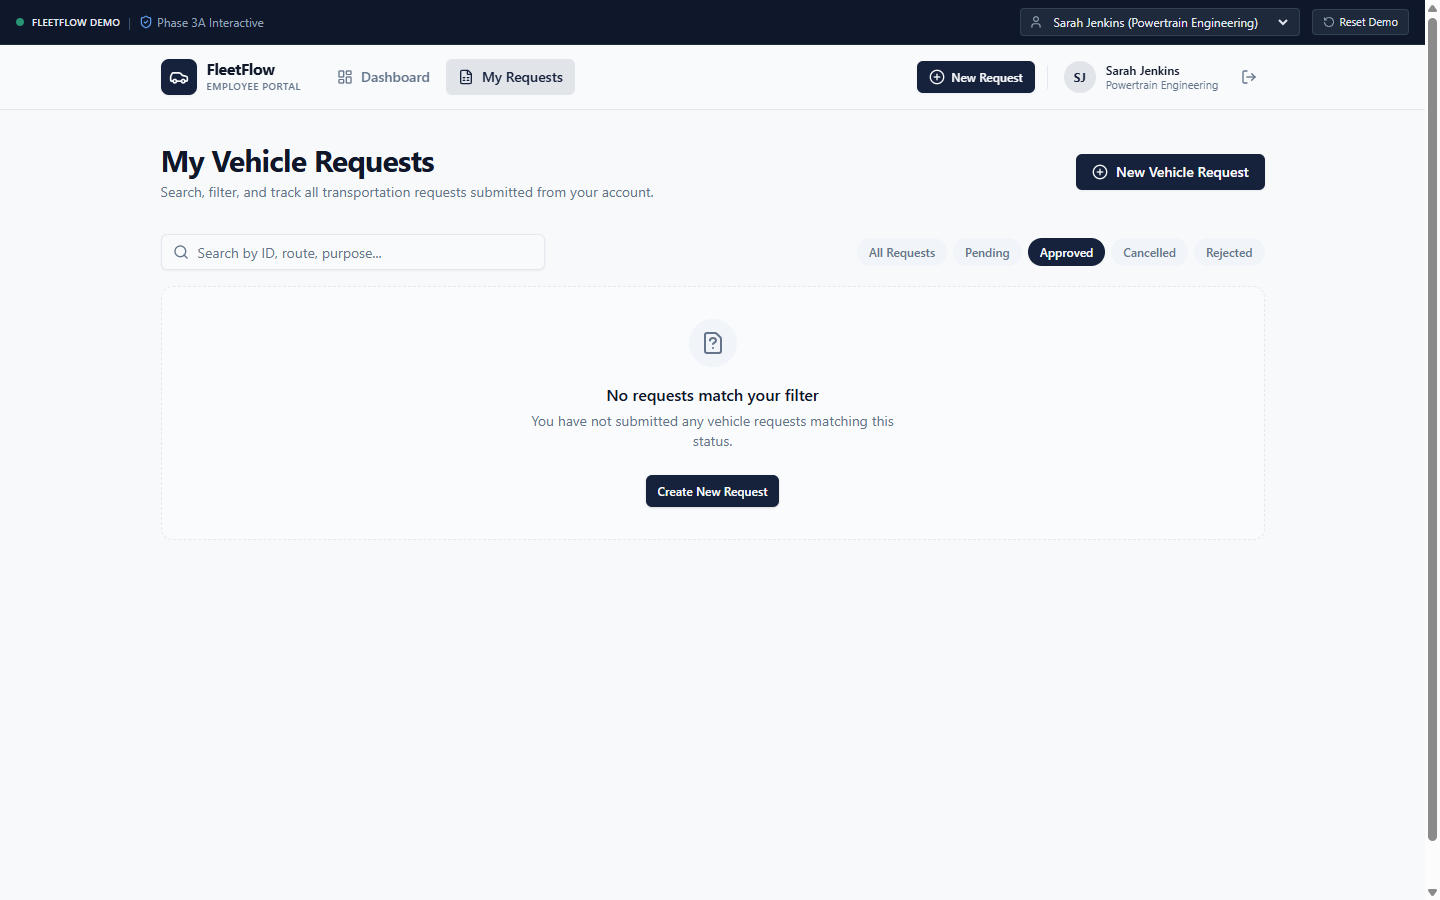 FLEETFLOW DEMO | Phase 3A Interactive
Sarah Jenkins (Powertrain Engineering)
Reset Demo
FleetFlow
EMPLOYEE PORTAL
Dashboard
My Requests
New Request
SJ
Sarah Jenkins
Powertrain Engineering
My Vehicle Requests
Search, filter, and track all transportation requests submitted from your account.
New Vehicle Request
Search by ID, route, purpose...
All Requests
Pending
Approved
Cancelled
Rejected
No requests match your filter
You have not submitted any vehicle requests matching this
status.
Create New Request